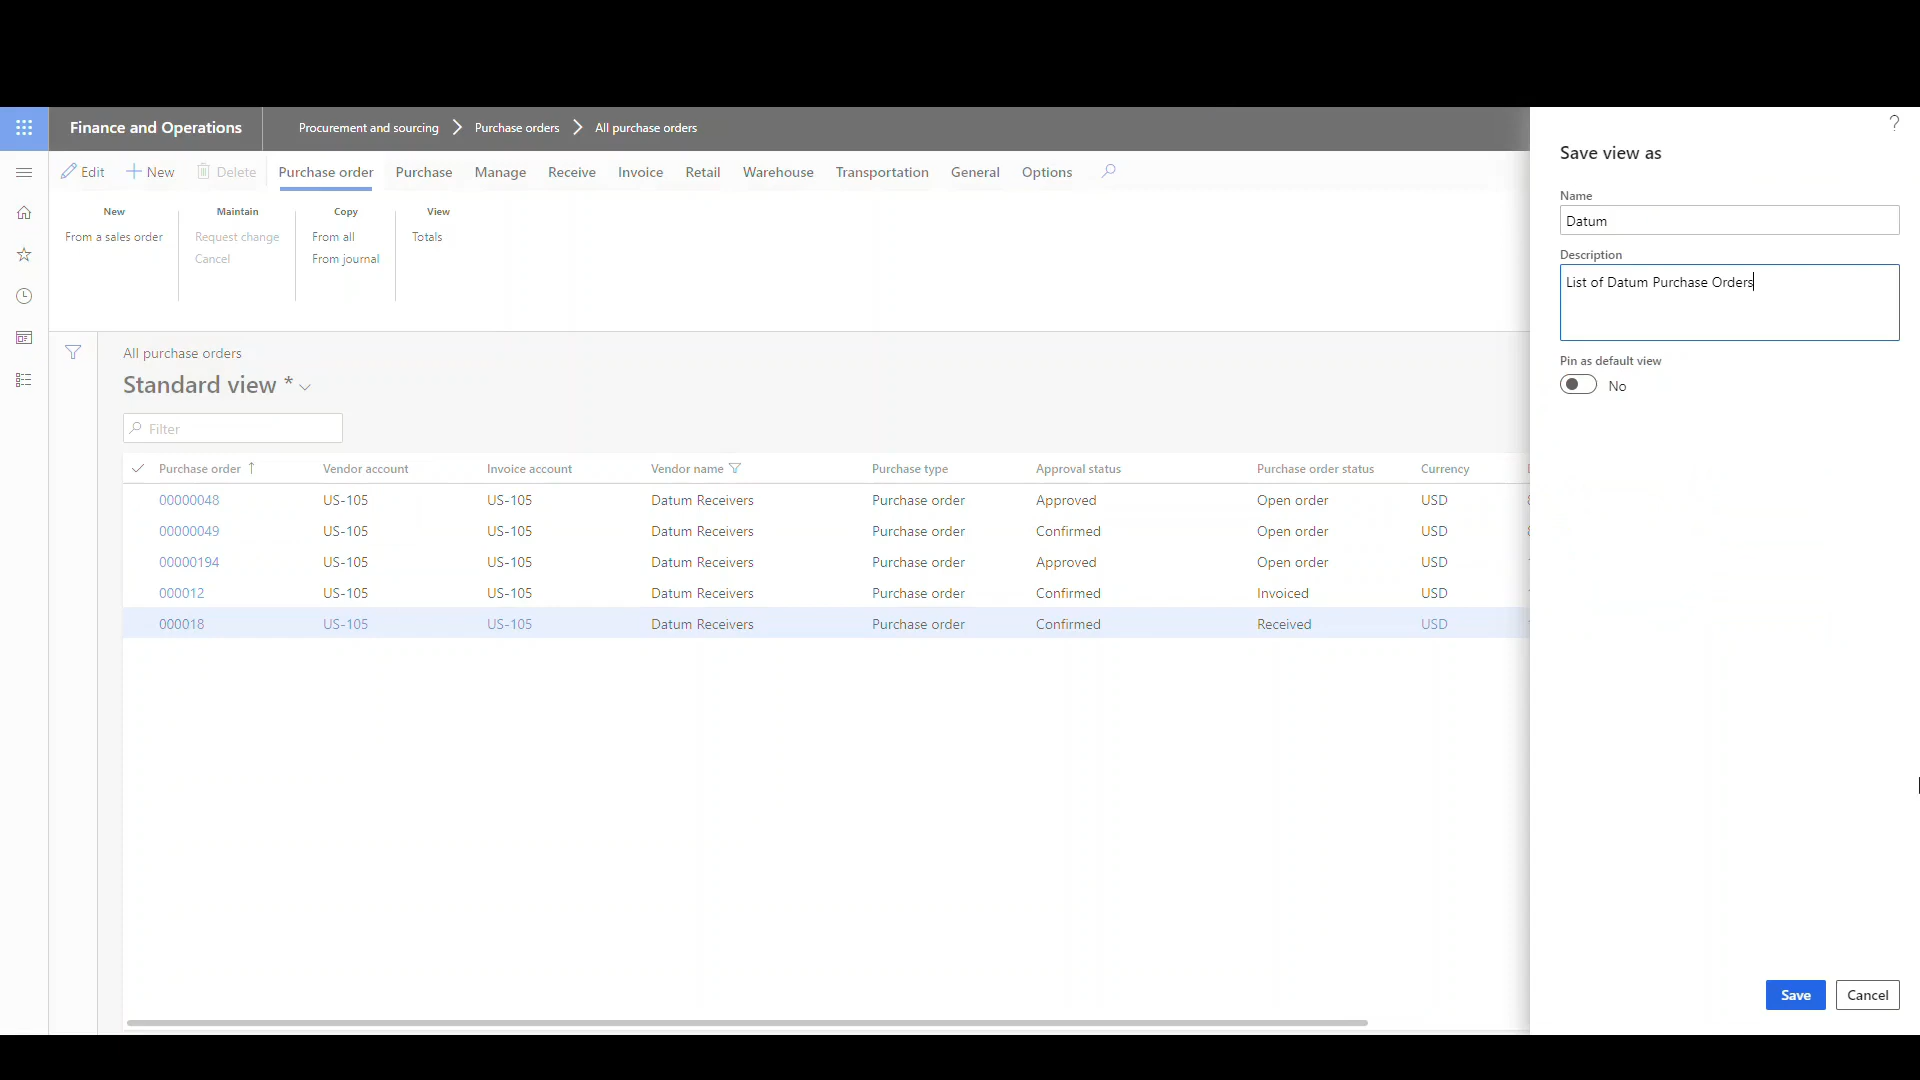 Finance and Operations
Procurement and sourcing
Purchase orders
All purchase orders
?
Edit
New
Delete
Purchase order
Purchase
Manage
Receive
Invoice
Retail
Warehouse
Transportation
General
Options
New
From a sales order
Maintain
Request change
Cancel
Copy
From all
From journal
View
Totals
All purchase orders
Standard view *
Filter
Purchase order Vendor account Invoice account Vendor name Purchase type Approval status Purchase order status Currency
00000048 US-105 US-105 Datum Receivers Purchase order Approved Open order USD
00000049 US-105 US-105 Datum Receivers Purchase order Confirmed Open order USD
00000194 US-105 US-105 Datum Receivers Purchase order Approved Open order USD
000012 US-105 US-105 Datum Receivers Purchase order Confirmed Invoiced USD
000018 US-105 US-105 Datum Receivers Purchase order Confirmed Received USD
Save view as
Name
Datum
Description
List of Datum Purchase Orders
Pin as default view
No
Save
Cancel